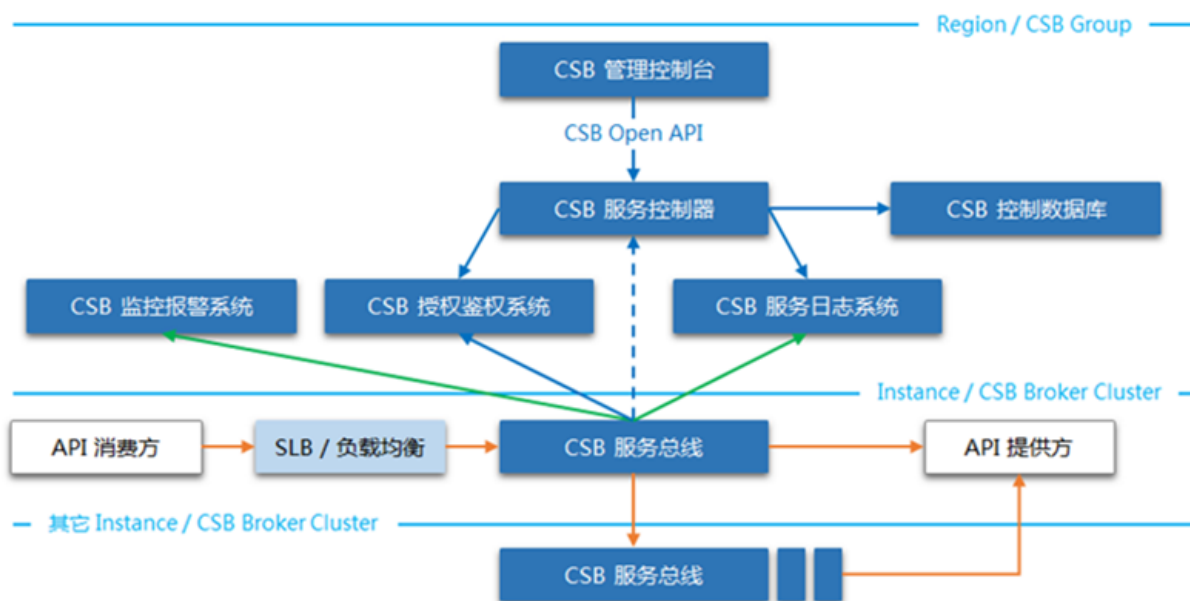 Region / CSB Group
CSB 管理控制台
CSB Open API
CSB 服务控制器
CSB 控制数据库
CSB 监控报警系统
CSB 授权鉴权系统
CSB 服务日志系统
Instance / CSB Broker Cluster
API 消费方
SLB / 负载均衡
CSB 服务总线
API 提供方
其它 Instance / CSB Broker Cluster
CSB 服务总线